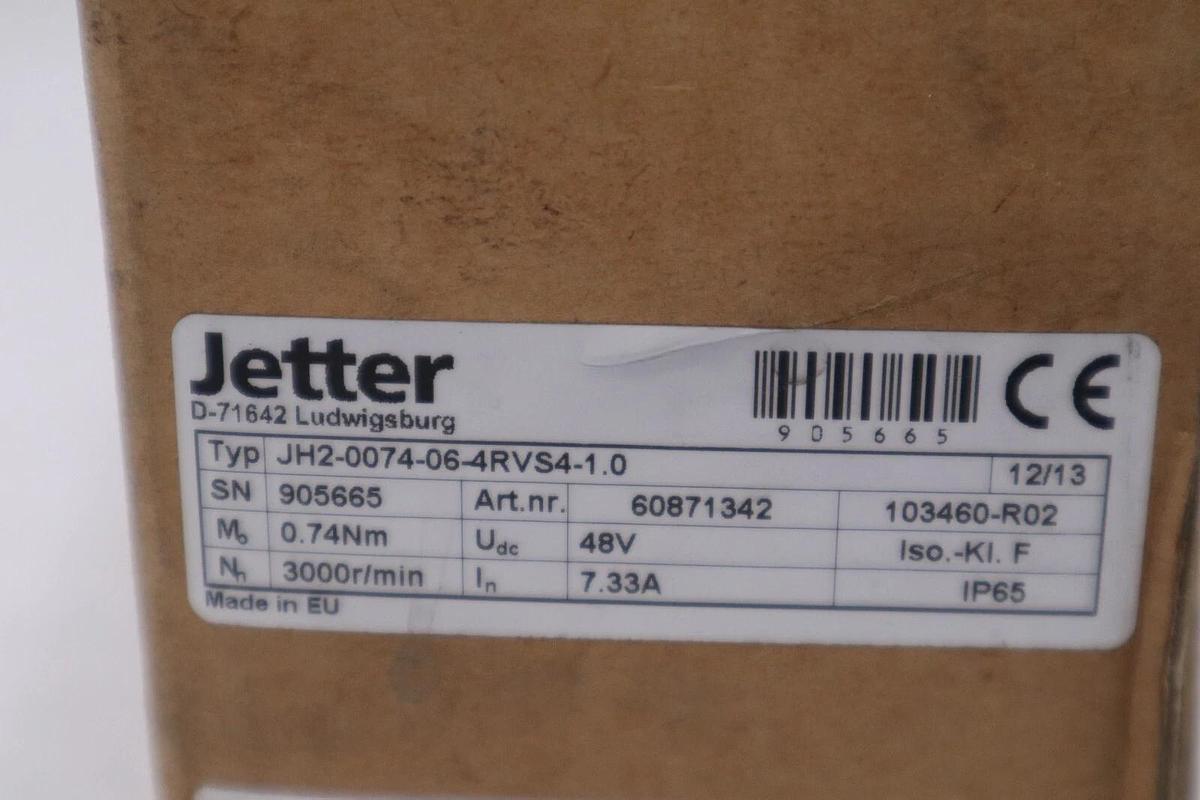 Jetter
D-71642 Ludwigsburg
905665
CE
Typ JH2-0074-06-4RVS4-1.0 12/13
SN 905665 Art.nr. 60871342 103460-R02
M₀ 0.74Nm Udc 48V Iso.-Kl. F
Nn 3000r/min In 7.33A IP65
Made in EU